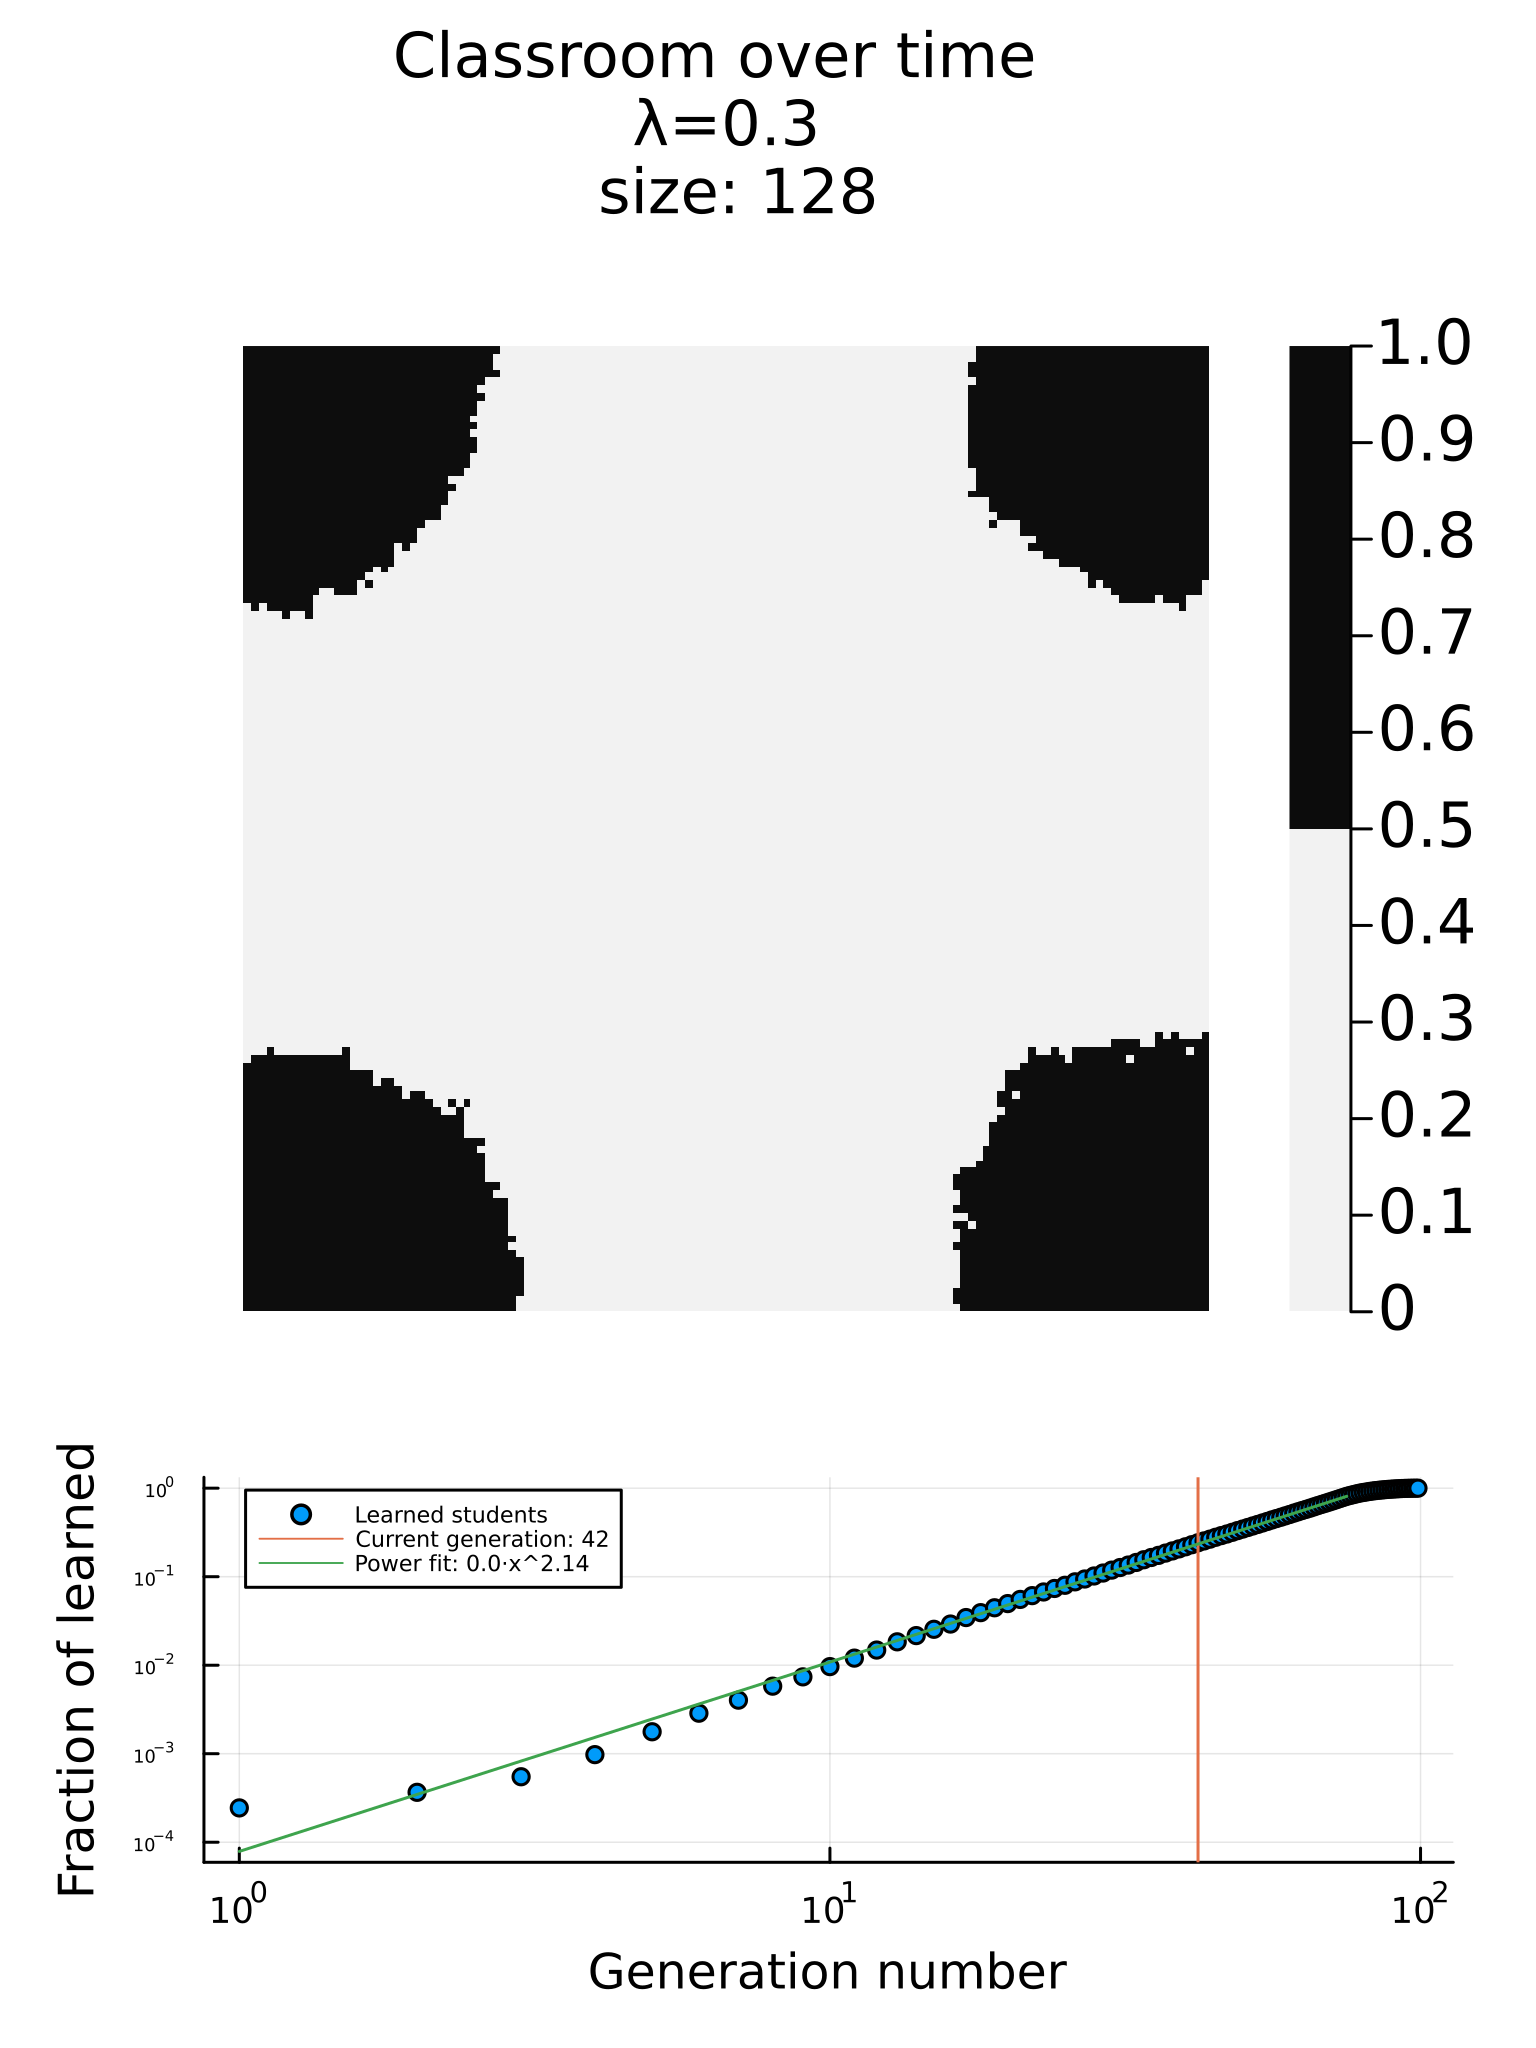 Classroom over time
λ=0.3
size: 128
1.0
0.9
0.8
0.7
0.6
0.5
0.4
0.3
0.2
0.1
0
Fraction of learned
10^0
10^-1
10^-2
10^-3
10^-4
Learned students
Current generation: 42
Power fit: 0.0·x^2.14
10^0 10^1 10^2
Generation number